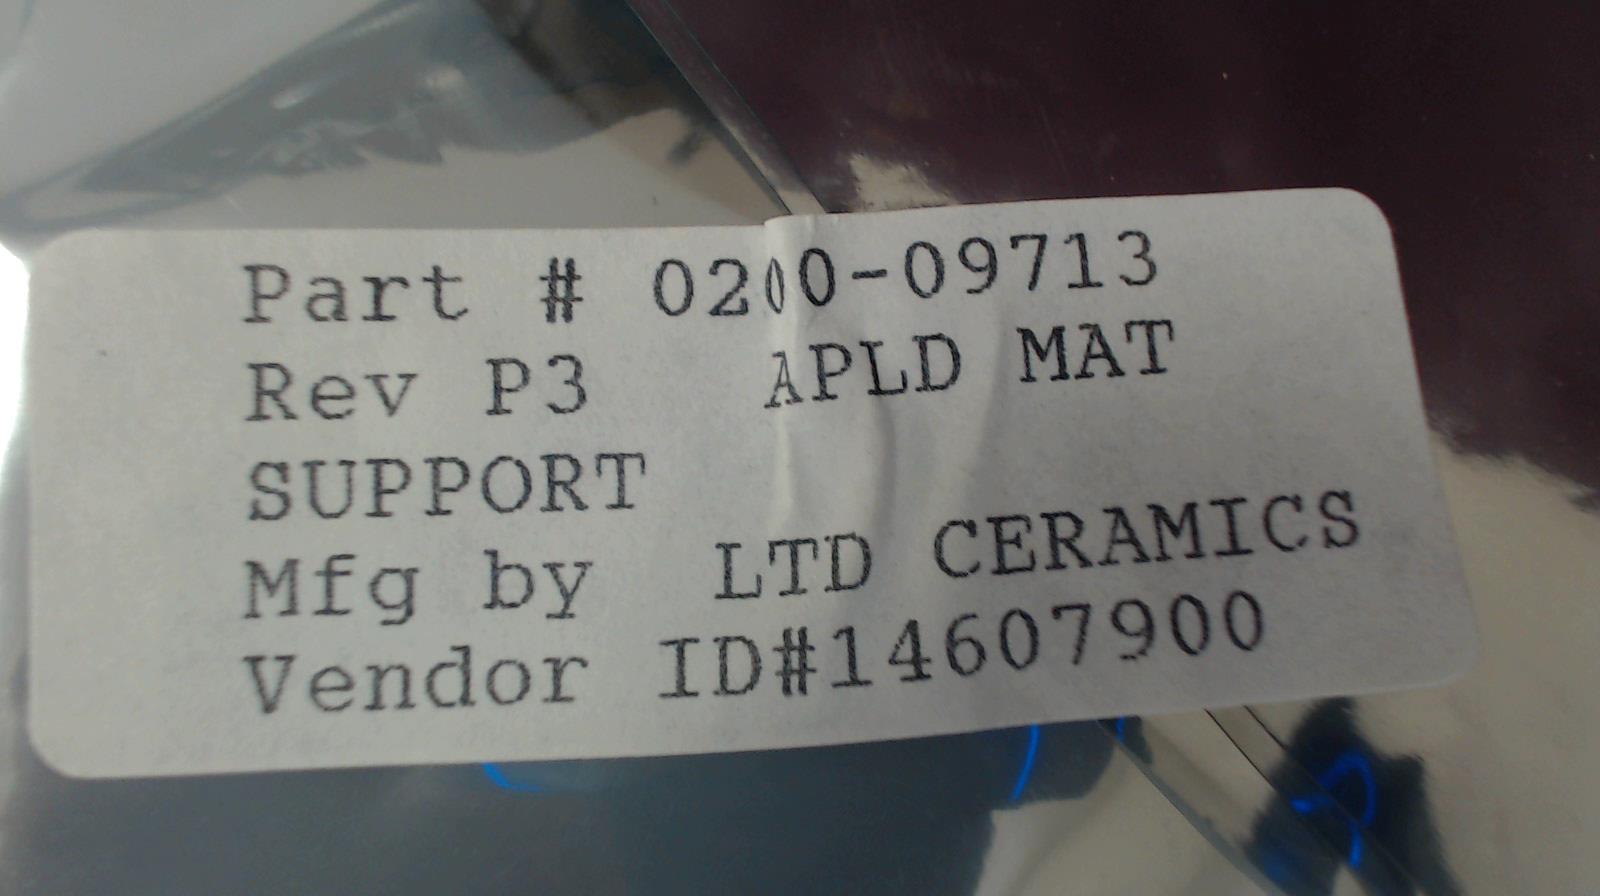 Part # 0200-09713
Rev P3 APLD MAT
SUPPORT
Mfg by LTD CERAMICS
Vendor ID#14607900